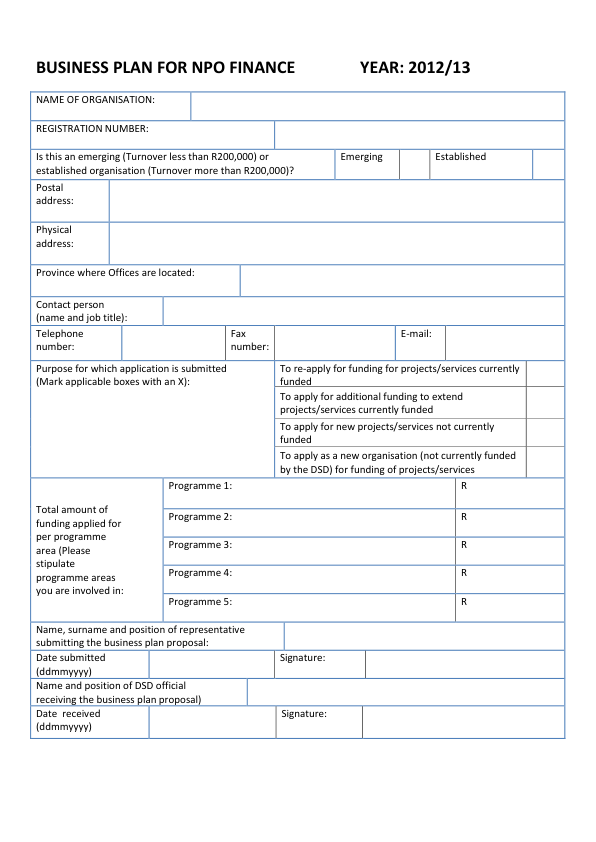 BUSINESS PLAN FOR NPO FINANCE YEAR: 2012/13
NAME OF ORGANISATION:
REGISTRATION NUMBER:
Is this an emerging (Turnover less than R200,000) or
established organisation (Turnover more than R200,000)?
Emerging
Established
Postal
address:
Physical
address:
Province where Offices are located:
Contact person
(name and job title):
Telephone
number:
Fax
number:
E-mail:
Purpose for which application is submitted
(Mark applicable boxes with an X):
To re-apply for funding for projects/services currently
funded
To apply for additional funding to extend
projects/services currently funded
To apply for new projects/services not currently
funded
To apply as a new organisation (not currently funded
by the DSD) for funding of projects/services
Total amount of
funding applied for
per programme
area (Please
stipulate
programme areas
you are involved in:
Programme 1: R
Programme 2: R
Programme 3: R
Programme 4: R
Programme 5: R
Name, surname and position of representative
submitting the business plan proposal:
Date submitted
(ddmmyyyy)
Signature:
Name and position of DSD official
receiving the business plan proposal)
Date received
(ddmmyyyy)
Signature: